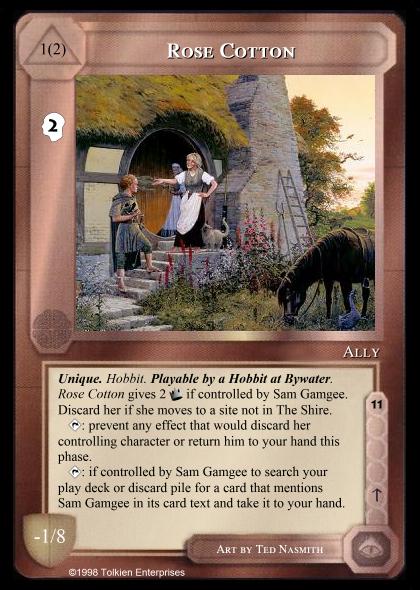 1(2)
ROSE COTTON
2
ALLY
Unique. Hobbit. Playable by a Hobbit at Bywater.
Rose Cotton gives 2 if controlled by Sam Gamgee.
Discard her if she moves to a site not in The Shire.
: prevent any effect that would discard her
controlling character or return him to your hand this
phase.
: if controlled by Sam Gamgee to search your
play deck or discard pile for a card that mentions
Sam Gamgee in its card text and take it to your hand.
11
-1/8
ART BY TED NASMITH
©1998 Tolkien Enterprises